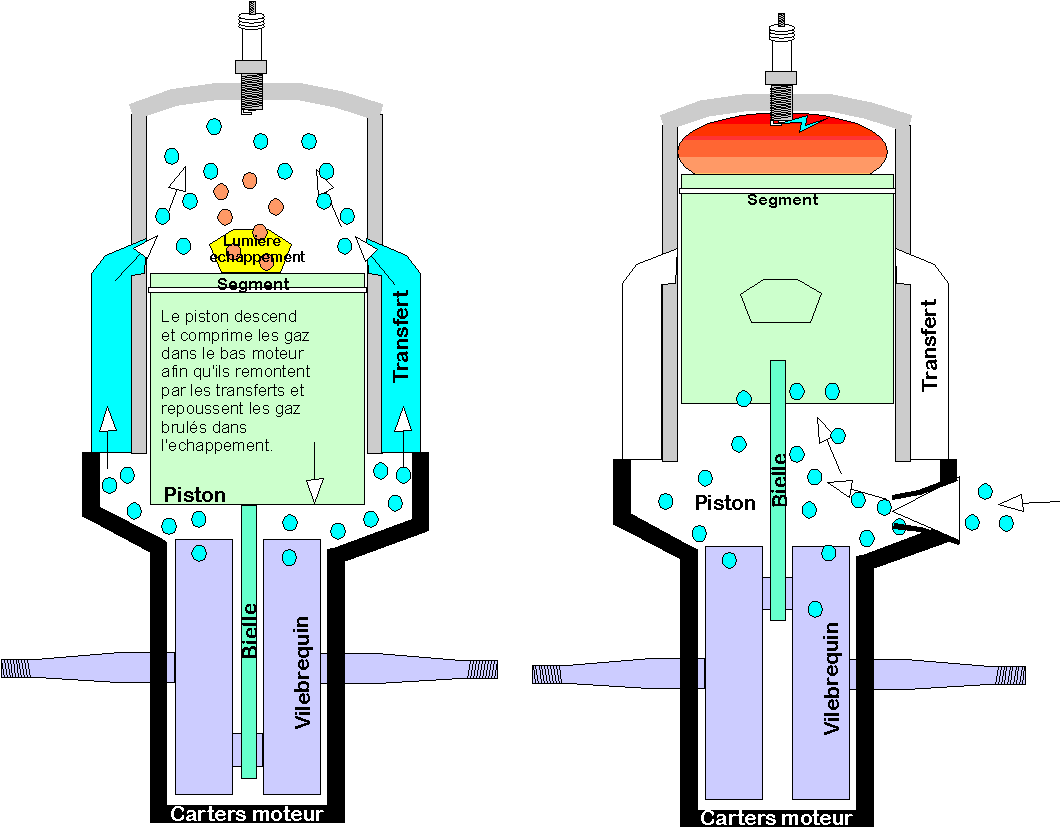 Lumière
echappement
Segment
Le piston descend
et comprime les gaz
dans le bas moteur
afin qu'ils remontent
par les transferts et
repoussent les gaz
brulés dans
l'echappement.
Transfert
Piston
Bielle
Vilebrequin
Carters moteur
Segment
Transfert
Piston
Bielle
Vilebrequin
Carters moteur